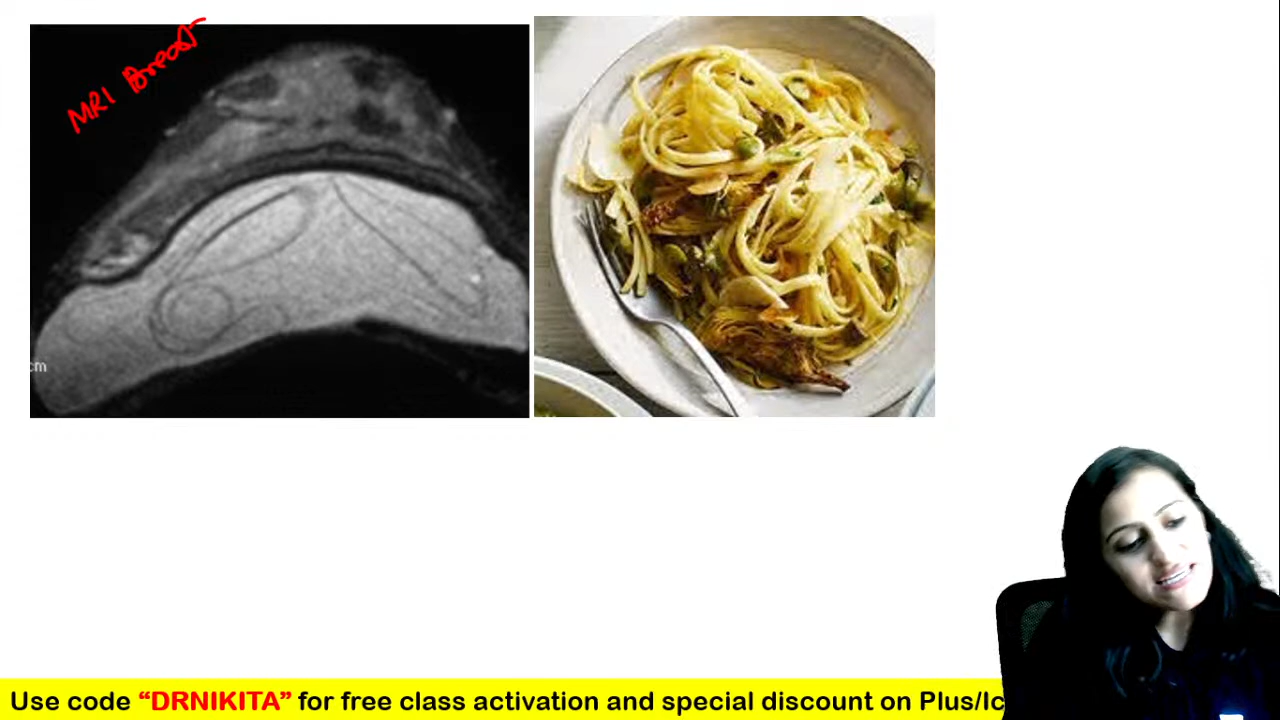 MRI Breast
cm
Use code “DRNIKITA” for free class activation and special discount on Plus/Ic